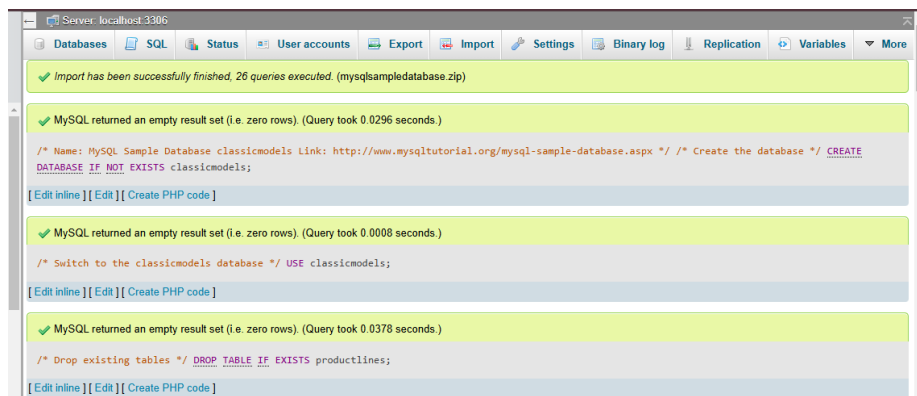 Server: localhost:3306
Databases SQL Status User accounts Export Import Settings Binary log Replication Variables More
Import has been successfully finished, 26 queries executed. (mysqlsampledatabase.zip)
MySQL returned an empty result set (i.e. zero rows). (Query took 0.0296 seconds.)
/* Name: MySQL Sample Database classicmodels Link: http://www.mysqltutorial.org/mysql-sample-database.aspx */ /* Create the database */ CREATE
DATABASE IF NOT EXISTS classicmodels;
[ Edit inline ] [ Edit ] [ Create PHP code ]
MySQL returned an empty result set (i.e. zero rows). (Query took 0.0008 seconds.)
/* Switch to the classicmodels database */ USE classicmodels;
[ Edit inline ] [ Edit ] [ Create PHP code ]
MySQL returned an empty result set (i.e. zero rows). (Query took 0.0378 seconds.)
/* Drop existing tables */ DROP TABLE IF EXISTS productlines;
[ Edit inline ] [ Edit ] [ Create PHP code ]